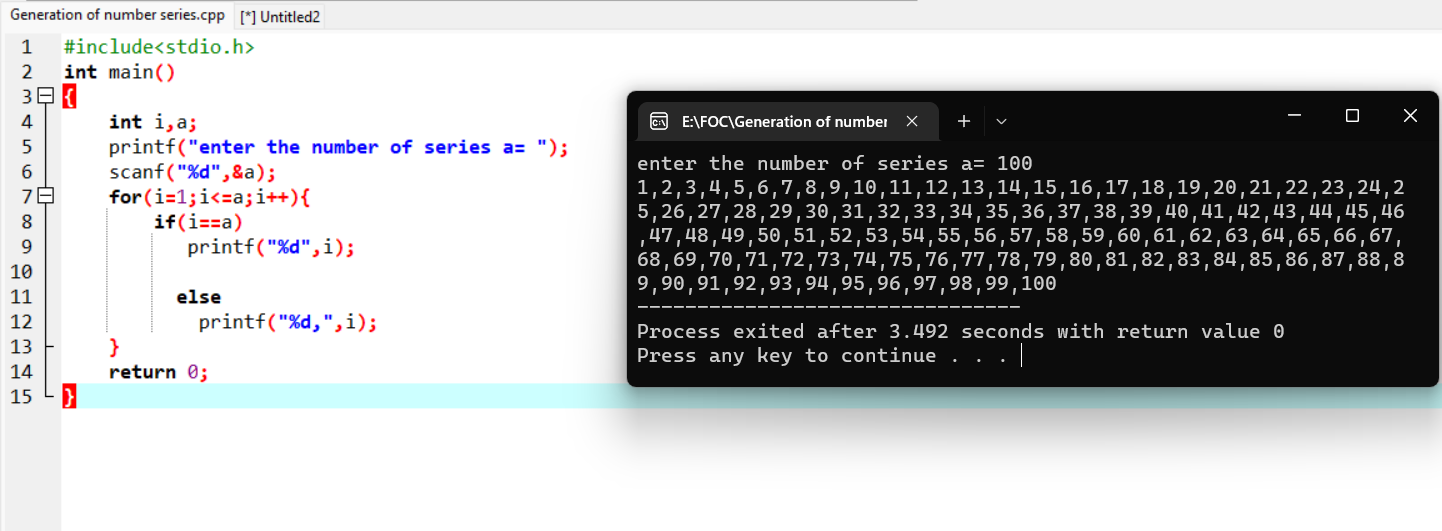 Generation of number series.cpp [*] Untitled2
1 #include<stdio.h>
2 int main()
3 {
4 int i,a;
5 printf("enter the number of series a= ");
6 scanf("%d",&a);
7 for(i=1;i<=a;i++){
8 if(i==a)
9 printf("%d",i);
10
11 else
12 printf("%d,",i);
13 }
14 return 0;
15 }
E:\FOC\Generation of number
enter the number of series a= 100
1,2,3,4,5,6,7,8,9,10,11,12,13,14,15,16,17,18,19,20,21,22,23,24,2
5,26,27,28,29,30,31,32,33,34,35,36,37,38,39,40,41,42,43,44,45,46
,47,48,49,50,51,52,53,54,55,56,57,58,59,60,61,62,63,64,65,66,67,
68,69,70,71,72,73,74,75,76,77,78,79,80,81,82,83,84,85,86,87,88,8
9,90,91,92,93,94,95,96,97,98,99,100
--------------------------------
Process exited after 3.492 seconds with return value 0
Press any key to continue . . .